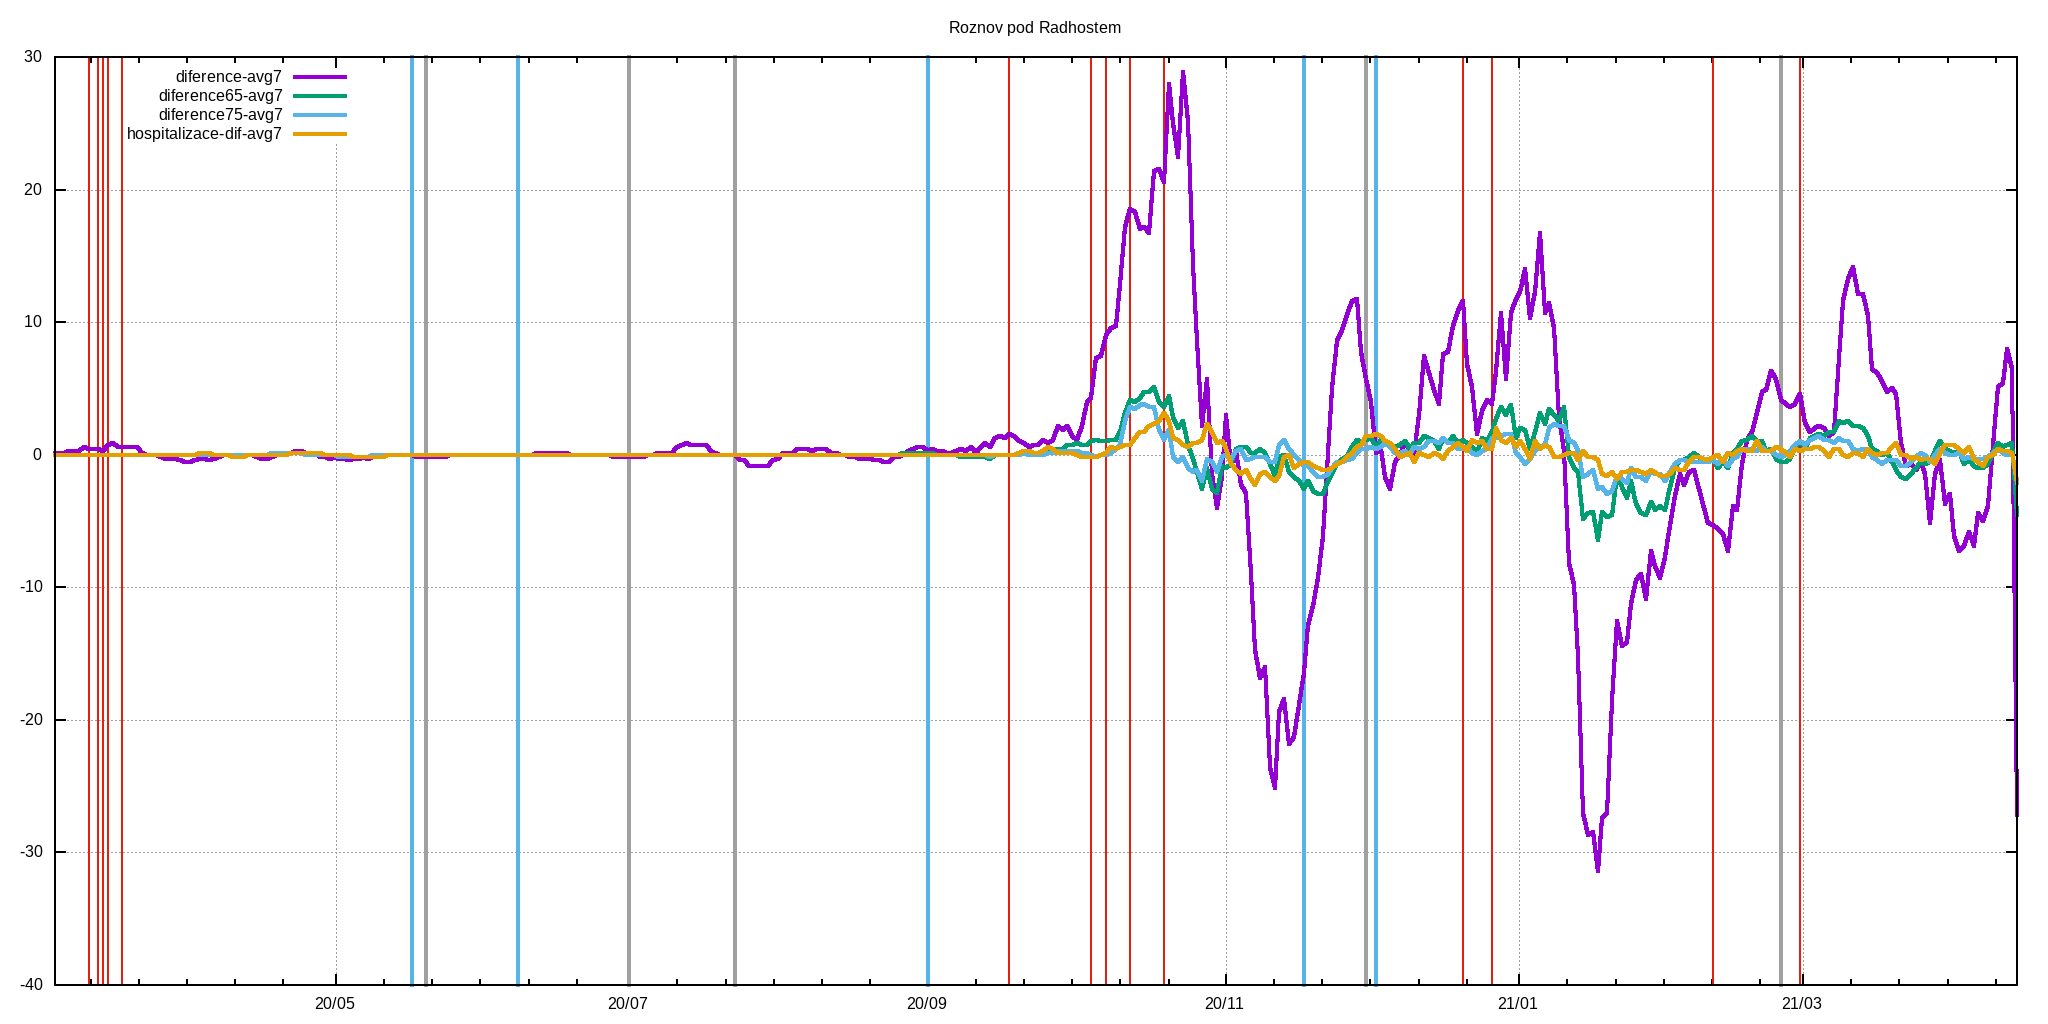 Roznov pod Radhostem
30
diference-avg7
diference65-avg7
diference75-avg7
hospitalizace-dif-avg7
20
10
0
-10
-20
-30
-40
20/05
20/07
20/09
20/11
21/01
21/03